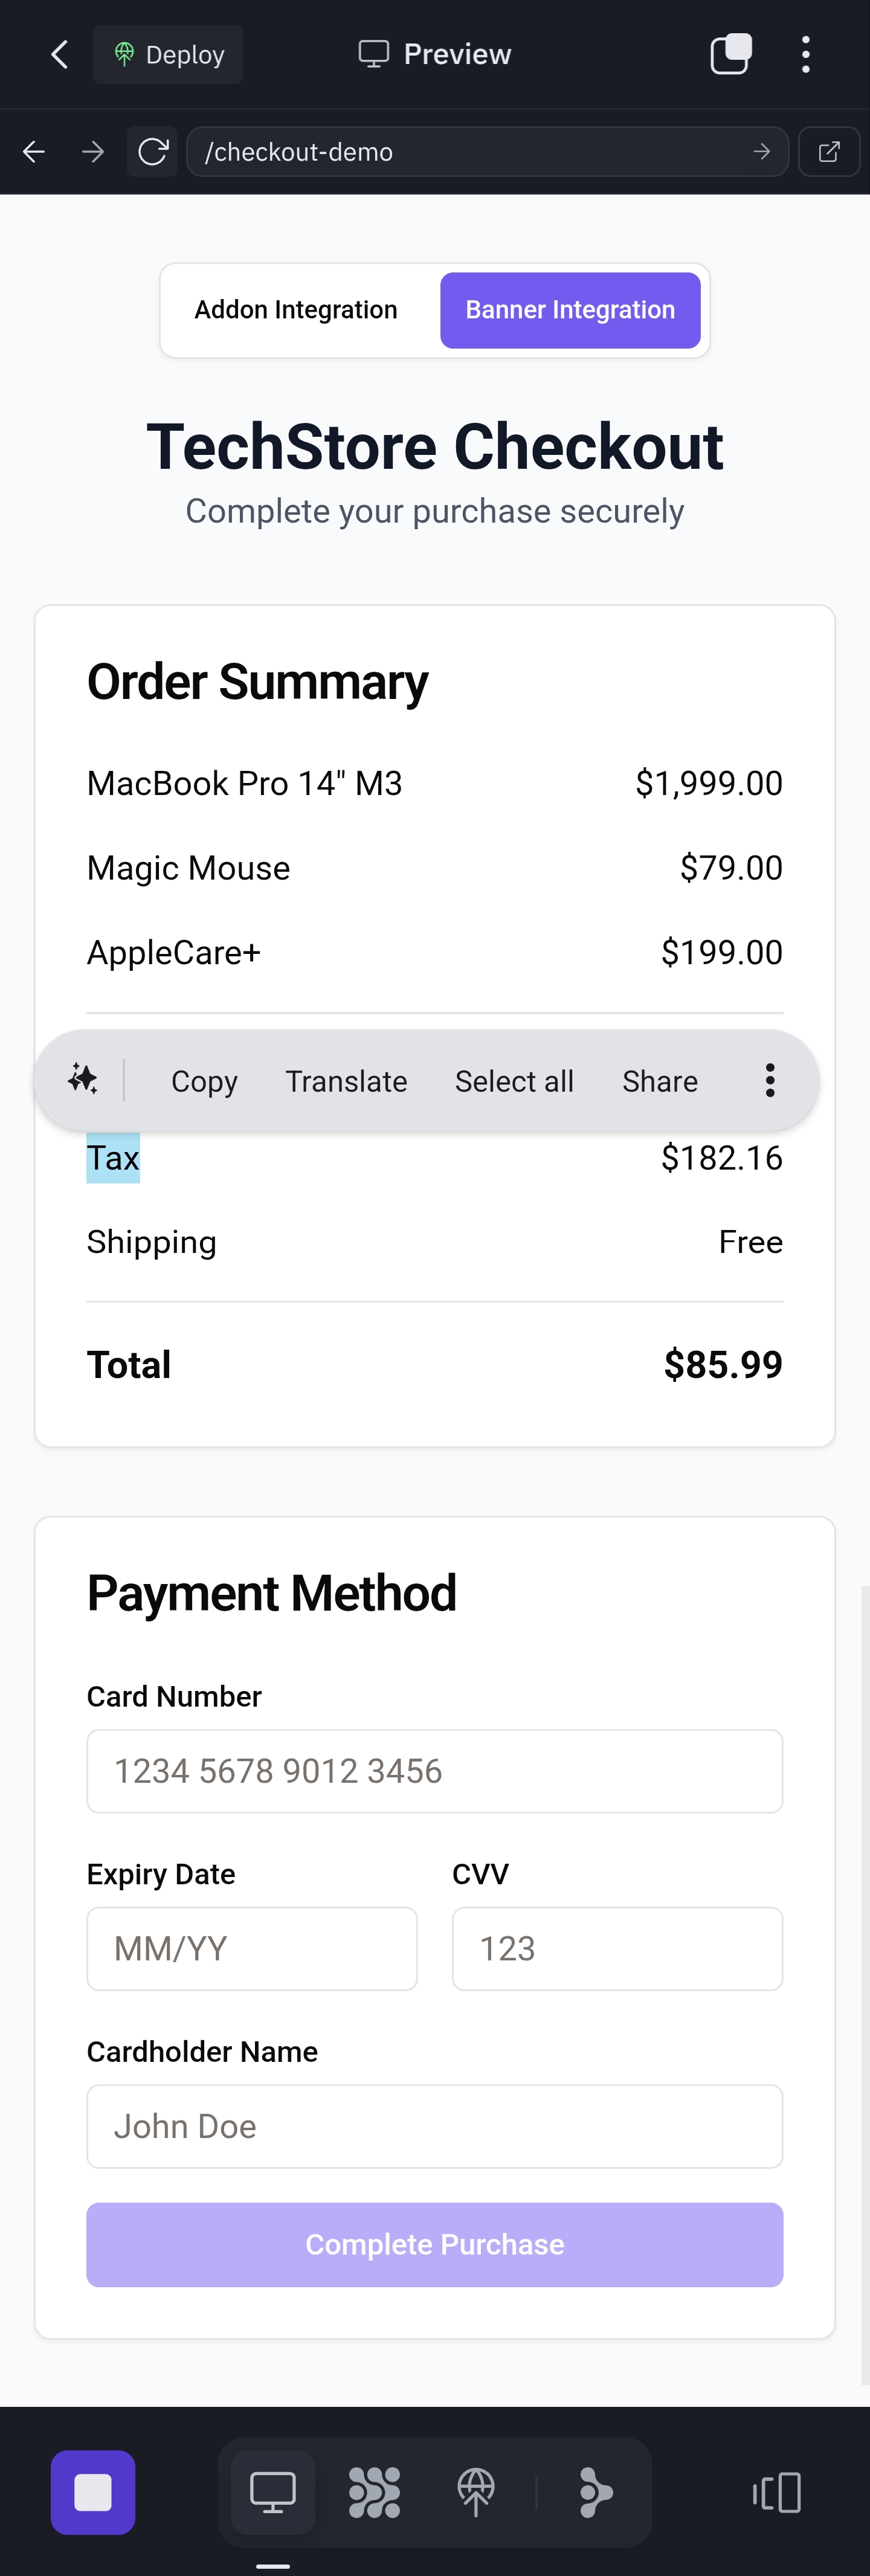 Deploy
Preview
/checkout-demo
Addon Integration
Banner Integration
TechStore Checkout
Complete your purchase securely
Order Summary
MacBook Pro 14" M3 $1,999.00
Magic Mouse $79.00
AppleCare+ $199.00
Copy Translate Select all Share
Tax $182.16
Shipping Free
Total $85.99
Payment Method
Card Number
1234 5678 9012 3456
Expiry Date CVV
MM/YY 123
Cardholder Name
John Doe
Complete Purchase